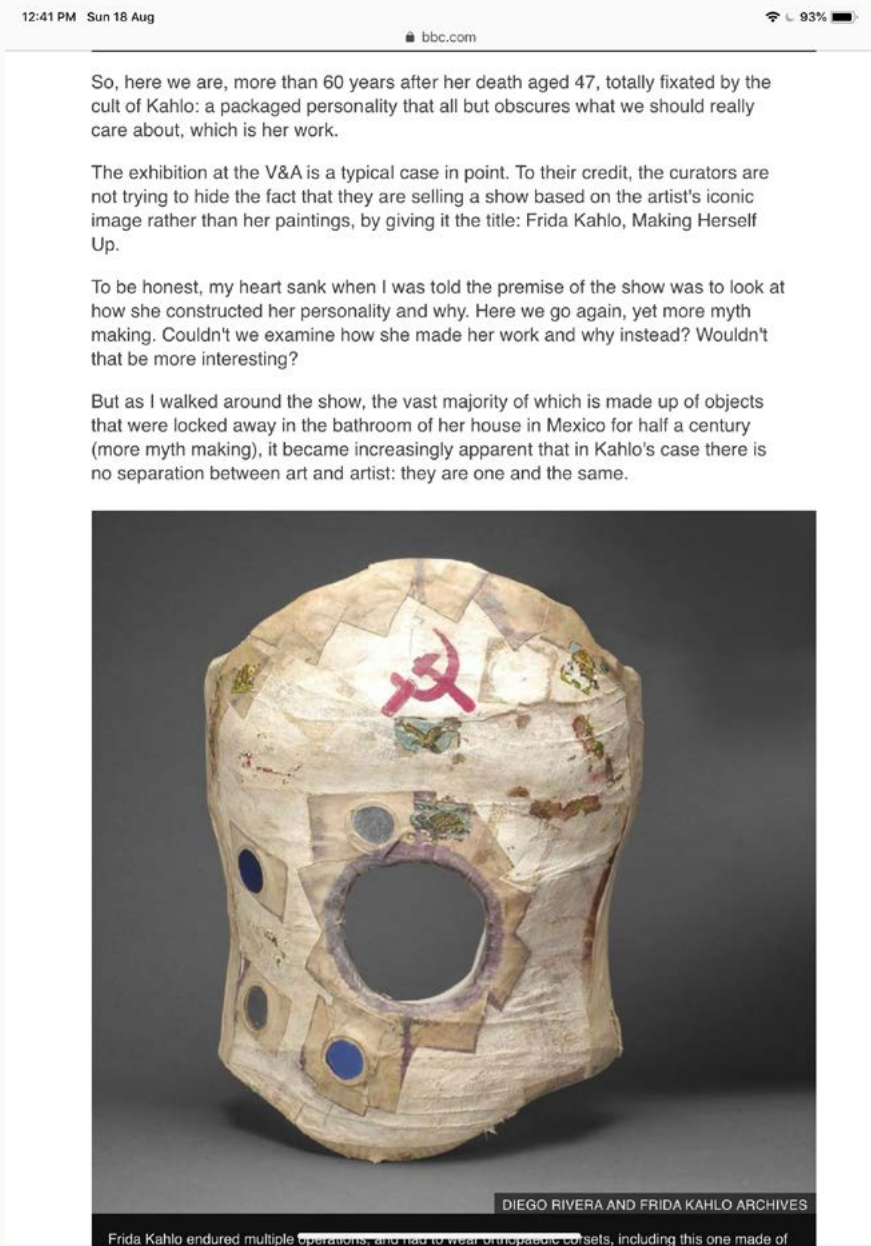 12:41 PM Sun 18 Aug
93%
bbc.com
So, here we are, more than 60 years after her death aged 47, totally fixated by the
cult of Kahlo: a packaged personality that all but obscures what we should really
care about, which is her work.
The exhibition at the V&A is a typical case in point. To their credit, the curators are
not trying to hide the fact that they are selling a show based on the artist's iconic
image rather than her paintings, by giving it the title: Frida Kahlo, Making Herself
Up.
To be honest, my heart sank when I was told the premise of the show was to look at
how she constructed her personality and why. Here we go again, yet more myth
making. Couldn't we examine how she made her work and why instead? Wouldn't
that be more interesting?
But as I walked around the show, the vast majority of which is made up of objects
that were locked away in the bathroom of her house in Mexico for half a century
(more myth making), it became increasingly apparent that in Kahlo's case there is
no separation between art and artist: they are one and the same.
DIEGO RIVERA AND FRIDA KAHLO ARCHIVES
Frida Kahlo endured multiple operations, and had to wear orthopaedic corsets, including this one made of